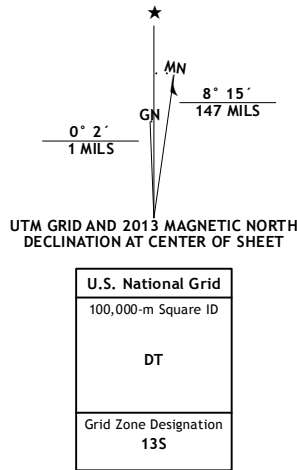 ★
MN
8° 15´
147 MILS
GN
0° 2´
1 MILS
UTM GRID AND 2013 MAGNETIC NORTH
DECLINATION AT CENTER OF SHEET
U.S. National Grid
100,000-m Square ID
DT
Grid Zone Designation
13S